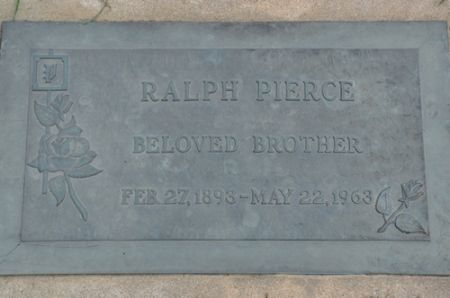 P
RALPH PIERCE
BELOVED BROTHER
FEB 27, 1898 - MAY 22, 1963